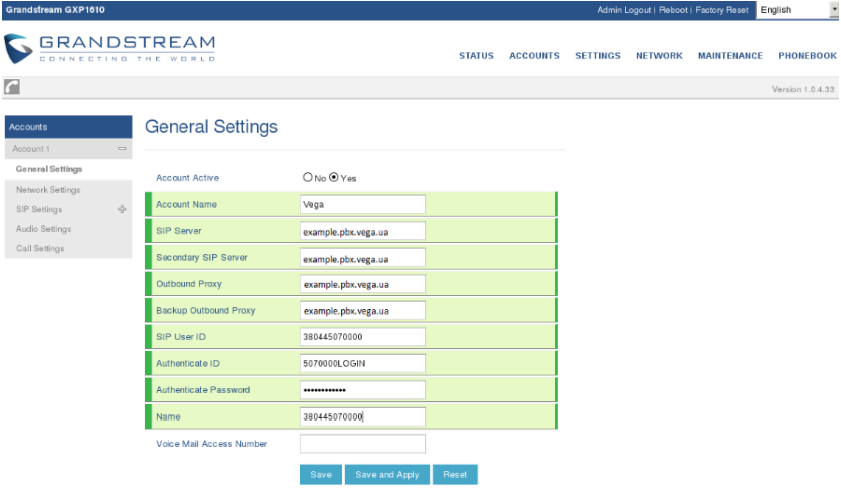 Grandstream GXP1610
Admin Logout | Reboot | Factory Reset English
GRANDSTREAM
CONNECTING THE WORLD
STATUS ACCOUNTS SETTINGS NETWORK MAINTENANCE PHONEBOOK
Version 1.0.4.33
Accounts
Account 1
General Settings
Network Settings
SIP Settings
Audio Settings
Call Settings
General Settings
Account Active No Yes
Account Name Vega
SIP Server example.pbx.vega.ua
Secondary SIP Server example.pbx.vega.ua
Outbound Proxy example.pbx.vega.ua
Backup Outbound Proxy example.pbx.vega.ua
SIP User ID 380445070000
Authenticate ID 5070000LOGIN
Authenticate Password ••••••••••••
Name 380445070000
Voice Mail Access Number
Save Save and Apply Reset